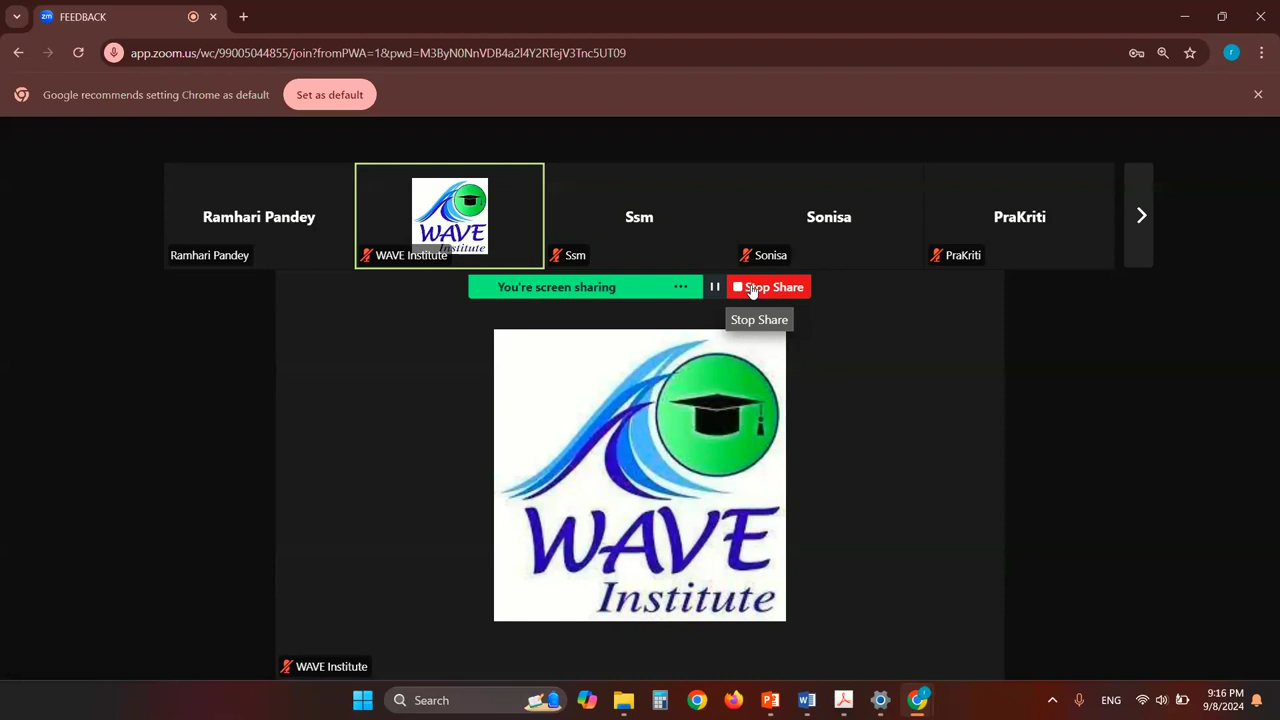 zm FEEDBACK
app.zoom.us/wc/99005044855/join?fromPWA=1&pwd=M3ByN0NnVDB4a2l4Y2RTejV3Tnc5UT09
r
Google recommends setting Chrome as default
Set as default
Ramhari Pandey
WAVE
Institute
Ssm
Sonisa
PraKriti
Ramhari Pandey
WAVE Institute
Ssm
Sonisa
PraKriti
You're screen sharing
Stop Share
Stop Share
WAVE
Institute
WAVE Institute
Search
ENG
9:16 PM
9/8/2024